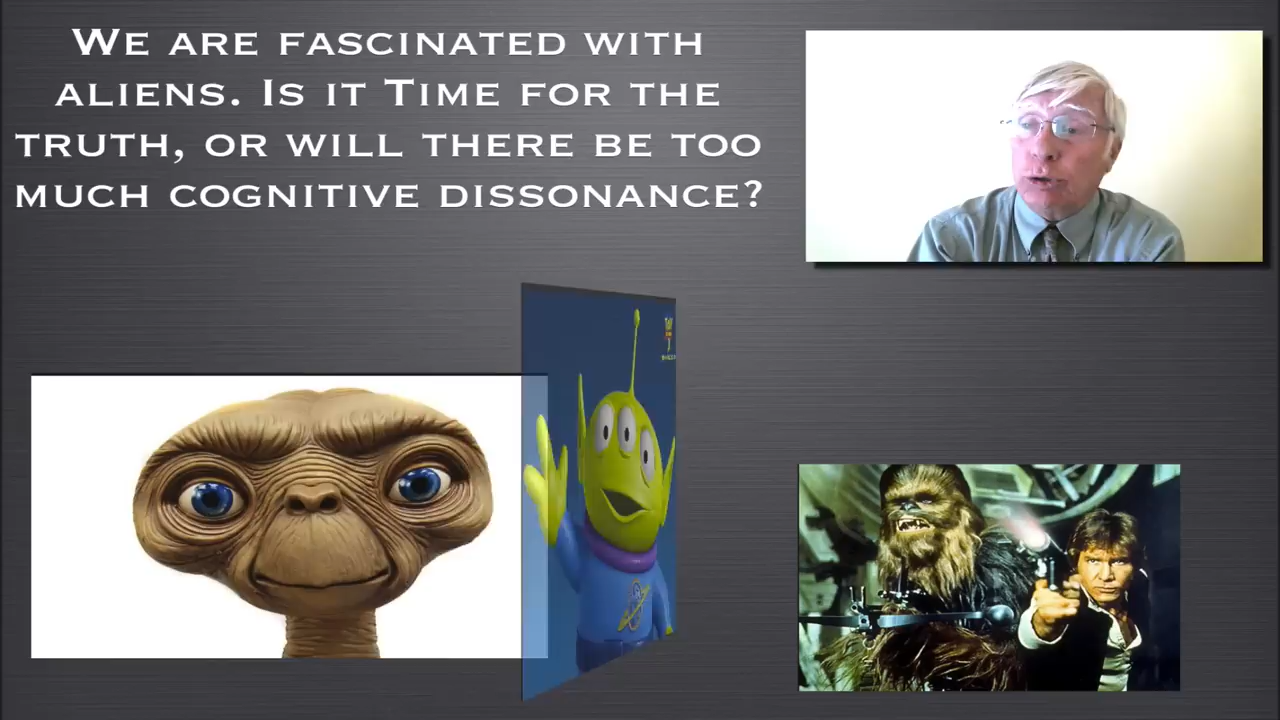 We are fascinated with
aliens. Is it Time for the
truth, or will there be too
much cognitive dissonance?